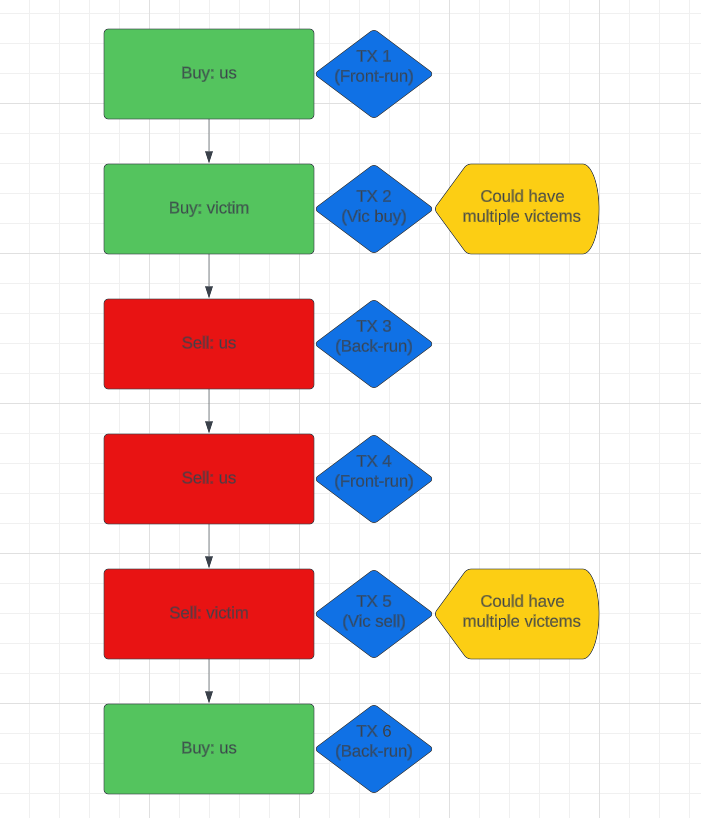 Buy: us
TX 1
(Front-run)
Buy: victim
TX 2
(Vic buy)
Could have
multiple victems
Sell: us
TX 3
(Back-run)
Sell: us
TX 4
(Front-run)
Sell: victim
TX 5
(Vic sell)
Could have
multiple victems
Buy: us
TX 6
(Back-run)